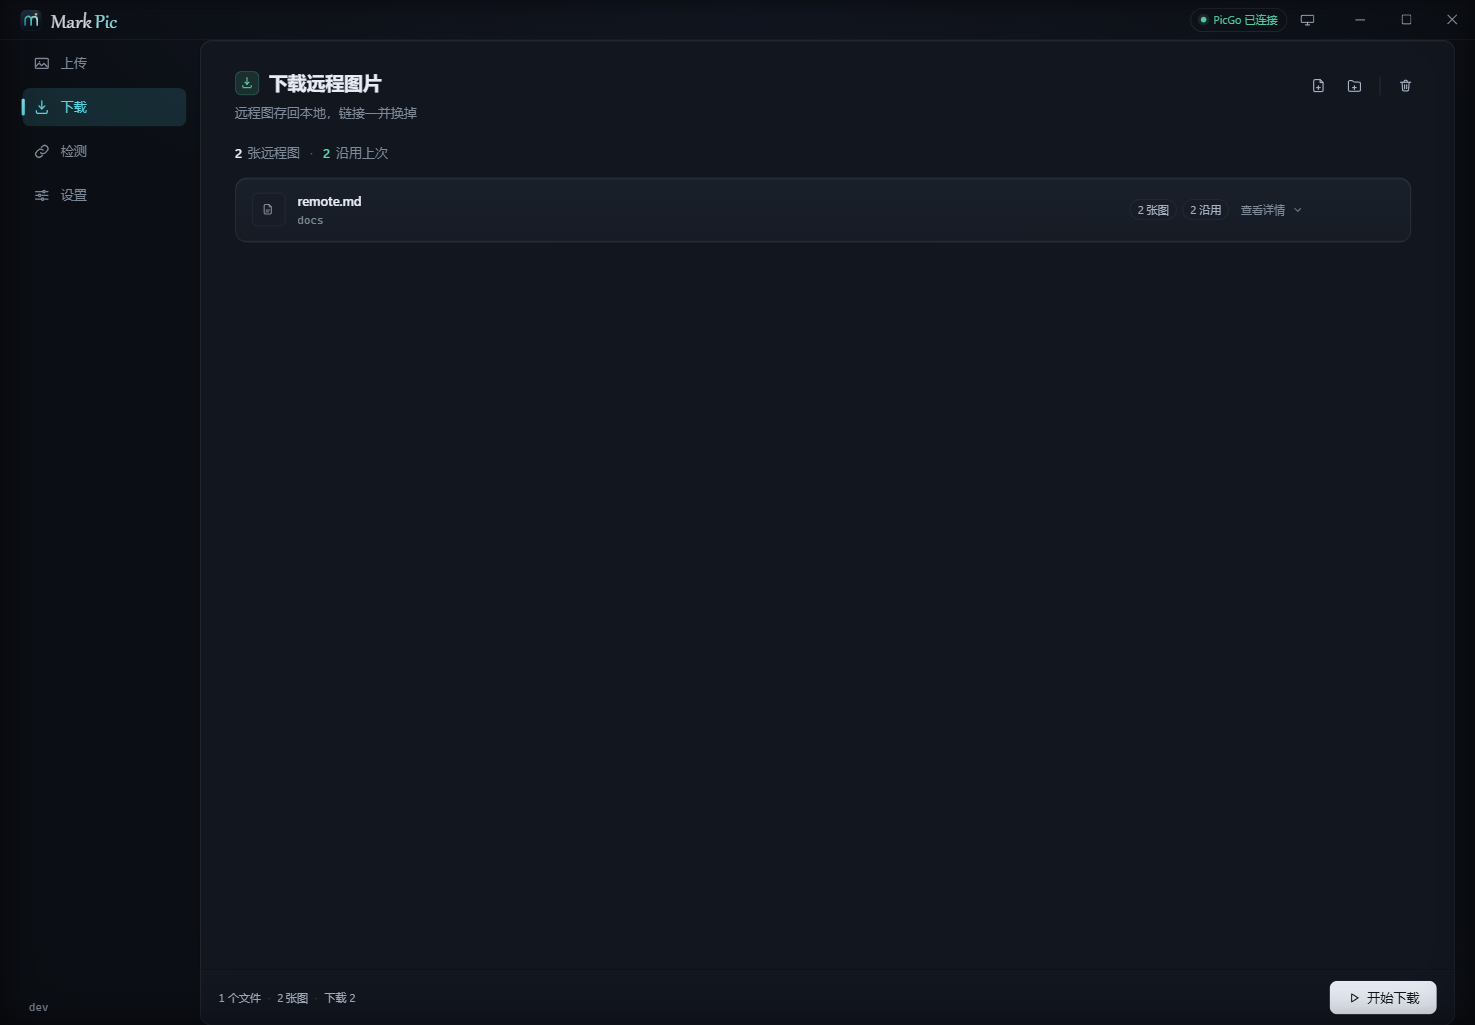 Mark Pic
PicGo 已连接
上传
下载
检测
设置
下载远程图片
远程图存回本地，链接一并换掉
2 张远程图 · 2 沿用上次
remote.md
docs
2 张图
2 沿用
查看详情
1 个文件 · 2 张图 · 下载 2
开始下载
dev